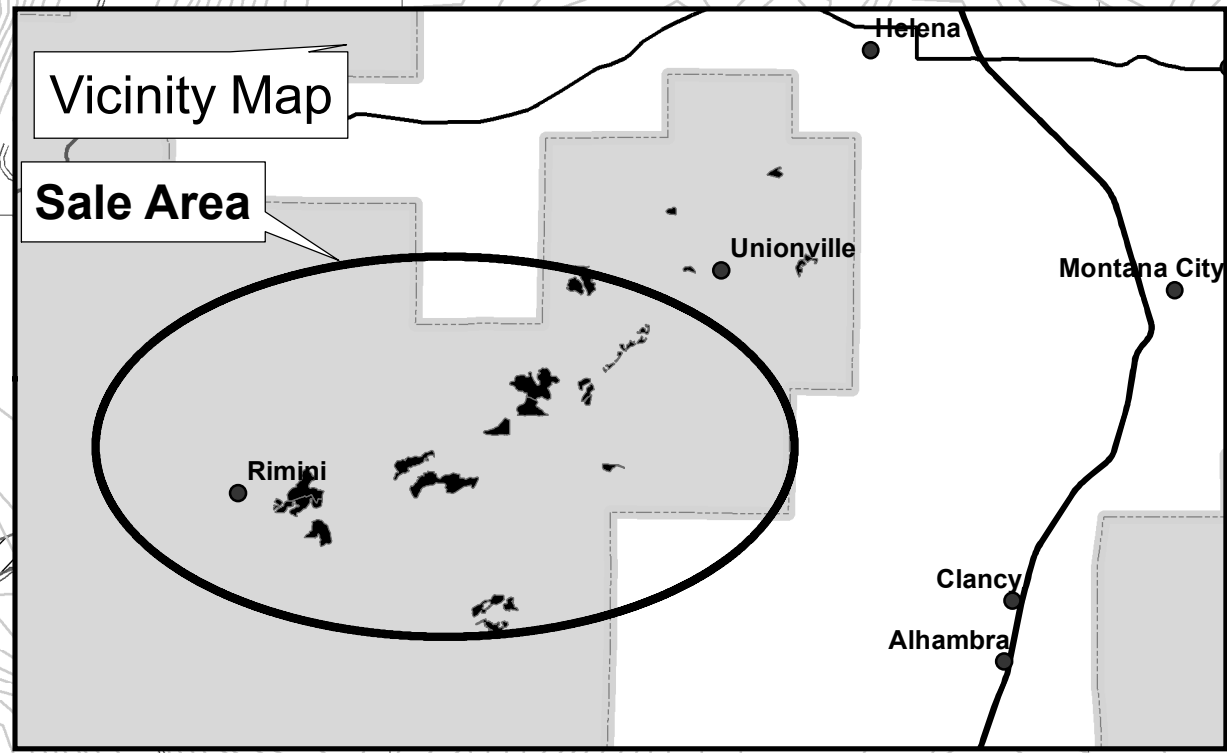 Helena
Vicinity Map
Sale Area
Unionville
Montana City
Rimini
Clancy
Alhambra